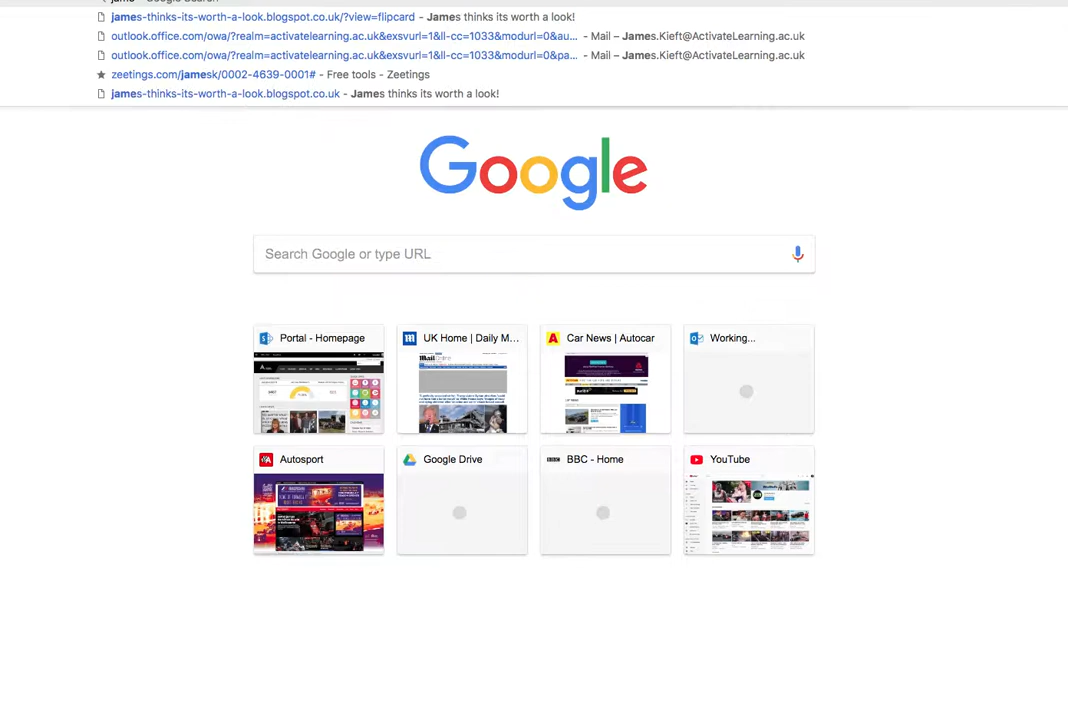 jame - Google Search
james-thinks-its-worth-a-look.blogspot.co.uk/?view=flipcard - James thinks its worth a look!
outlook.office.com/owa/?realm=activatelearning.ac.uk&exsvurl=1&ll-cc=1033&modurl=0&au... - Mail – James.Kieft@ActivateLearning.ac.uk
outlook.office.com/owa/?realm=activatelearning.ac.uk&exsvurl=1&ll-cc=1033&modurl=0&pa... - Mail – James.Kieft@ActivateLearning.ac.uk
zeetings.com/jamesk/0002-4639-0001# - Free tools - Zeetings
james-thinks-its-worth-a-look.blogspot.co.uk - James thinks its worth a look!
Google
Search Google or type URL
Portal - Homepage
UK Home | Daily M...
Car News | Autocar
Working...
Autosport
Google Drive
BBC - Home
YouTube